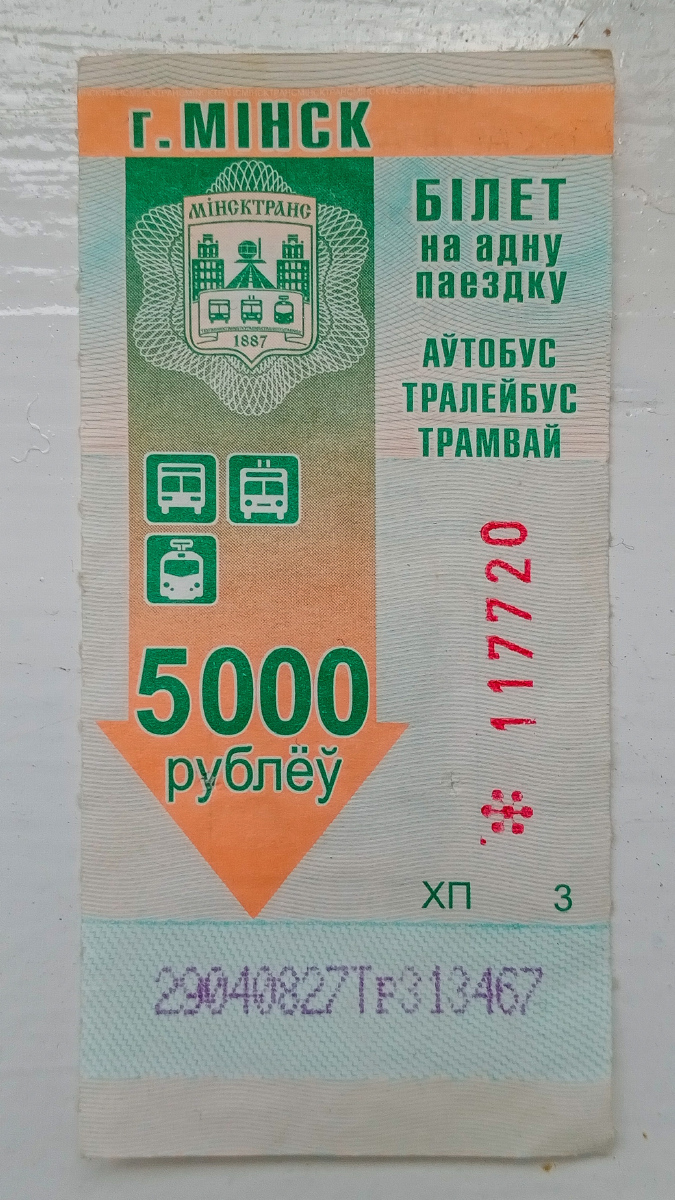 г. МІНСК
МІНСКТРАНС
1887
БІЛЕТ
на адну
паездку
АЎТОБУС
ТРАЛЕЙБУС
ТРАМВАЙ
5000
рублёў
117720
ХП 3
29040827Тр313467